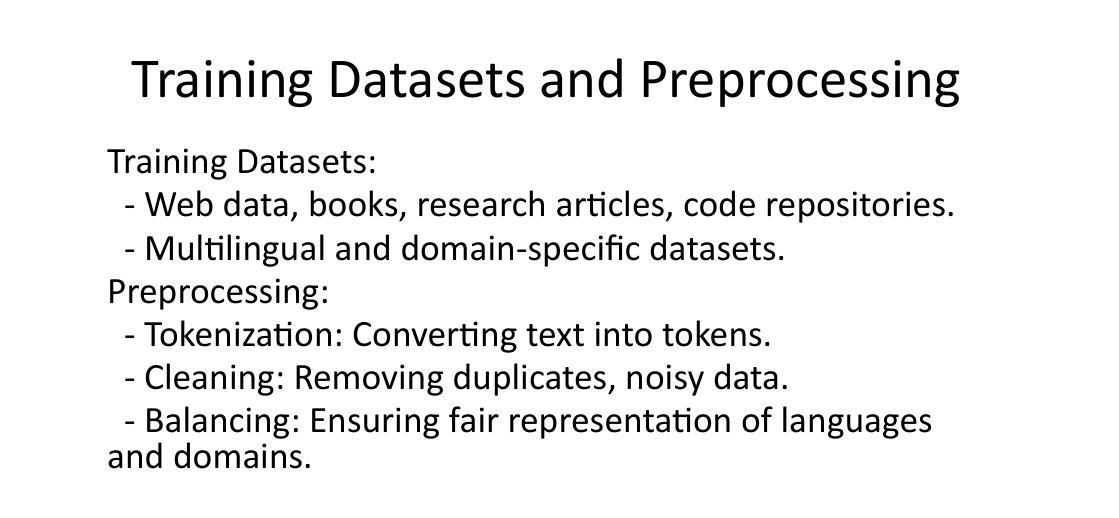 Training Datasets and Preprocessing
Training Datasets:
- Web data, books, research articles, code repositories.
- Multilingual and domain-specific datasets.
Preprocessing:
- Tokenization: Converting text into tokens.
- Cleaning: Removing duplicates, noisy data.
- Balancing: Ensuring fair representation of languages
and domains.